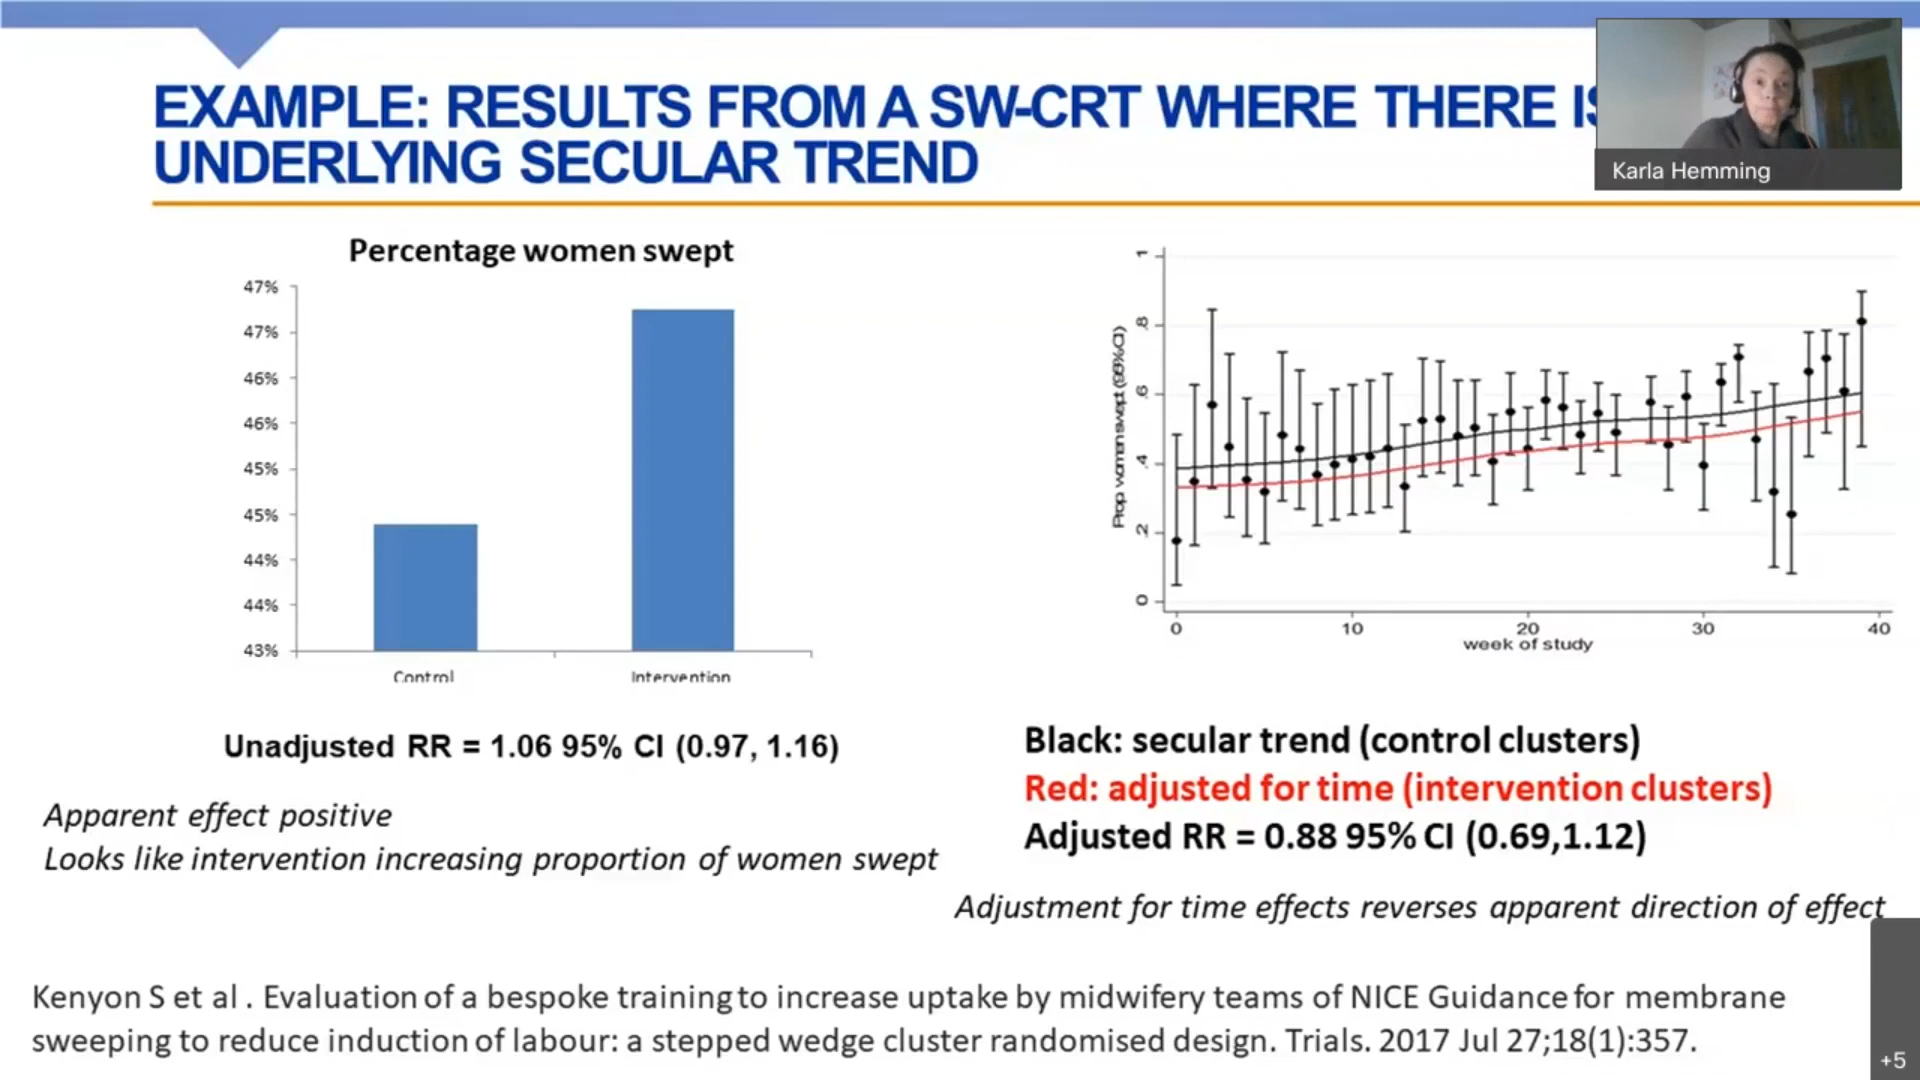 EXAMPLE: RESULTS FROM A SW-CRT WHERE THERE IS
UNDERLYING SECULAR TREND
Karla Hemming
Percentage women swept
47%
47%
46%
46%
45%
45%
44%
44%
43%
Control
Intervention
Unadjusted RR = 1.06 95% CI (0.97, 1.16)
Apparent effect positive
Looks like intervention increasing proportion of women swept
Prop women swept (95%CI)
1
.8
.6
.4
.2
0
0 10 20 30 40
week of study
Black: secular trend (control clusters)
Red: adjusted for time (intervention clusters)
Adjusted RR = 0.88 95% CI (0.69,1.12)
Adjustment for time effects reverses apparent direction of effect
Kenyon S et al . Evaluation of a bespoke training to increase uptake by midwifery teams of NICE Guidance for membrane
sweeping to reduce induction of labour: a stepped wedge cluster randomised design. Trials. 2017 Jul 27;18(1):357.
+5